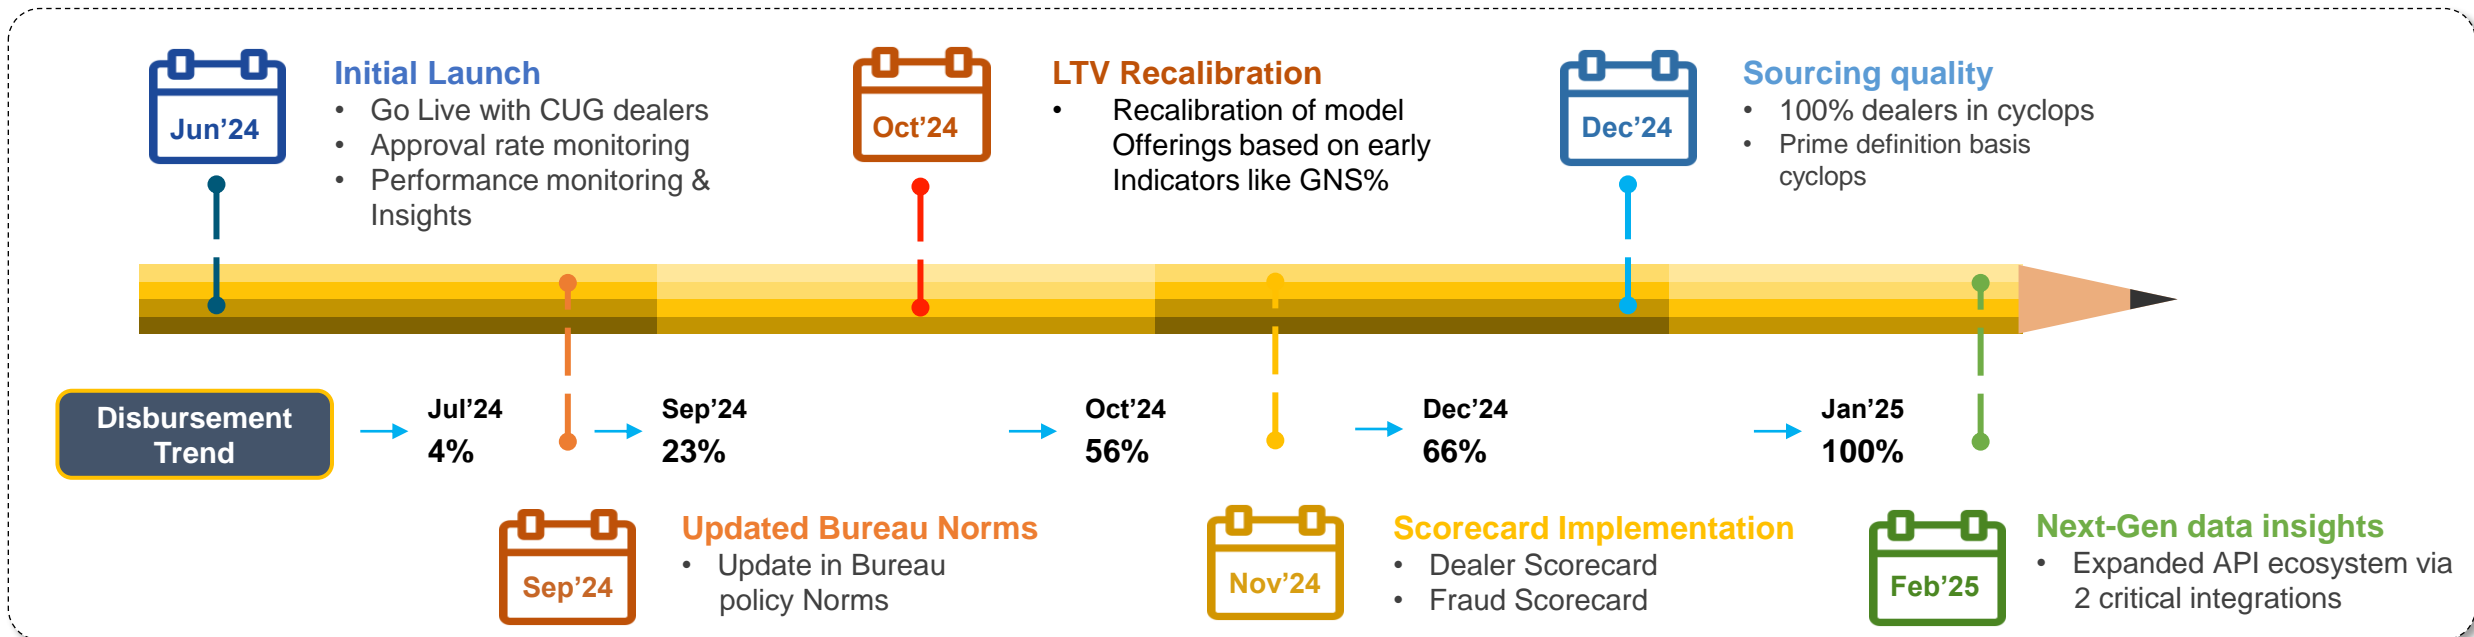 Jun’24
Initial Launch
• Go Live with CUG dealers
• Approval rate monitoring
• Performance monitoring &
Insights
Oct’24
LTV Recalibration
• Recalibration of model
Offerings based on early
Indicators like GNS%
Dec’24
Sourcing quality
• 100% dealers in cyclops
• Prime definition basis
cyclops
Disbursement
Trend
Jul’24
4%
Sep’24
23%
Oct’24
56%
Dec’24
66%
Jan’25
100%
Sep’24
Updated Bureau Norms
• Update in Bureau
policy Norms
Nov’24
Scorecard Implementation
• Dealer Scorecard
• Fraud Scorecard
Feb’25
Next-Gen data insights
• Expanded API ecosystem via
2 critical integrations